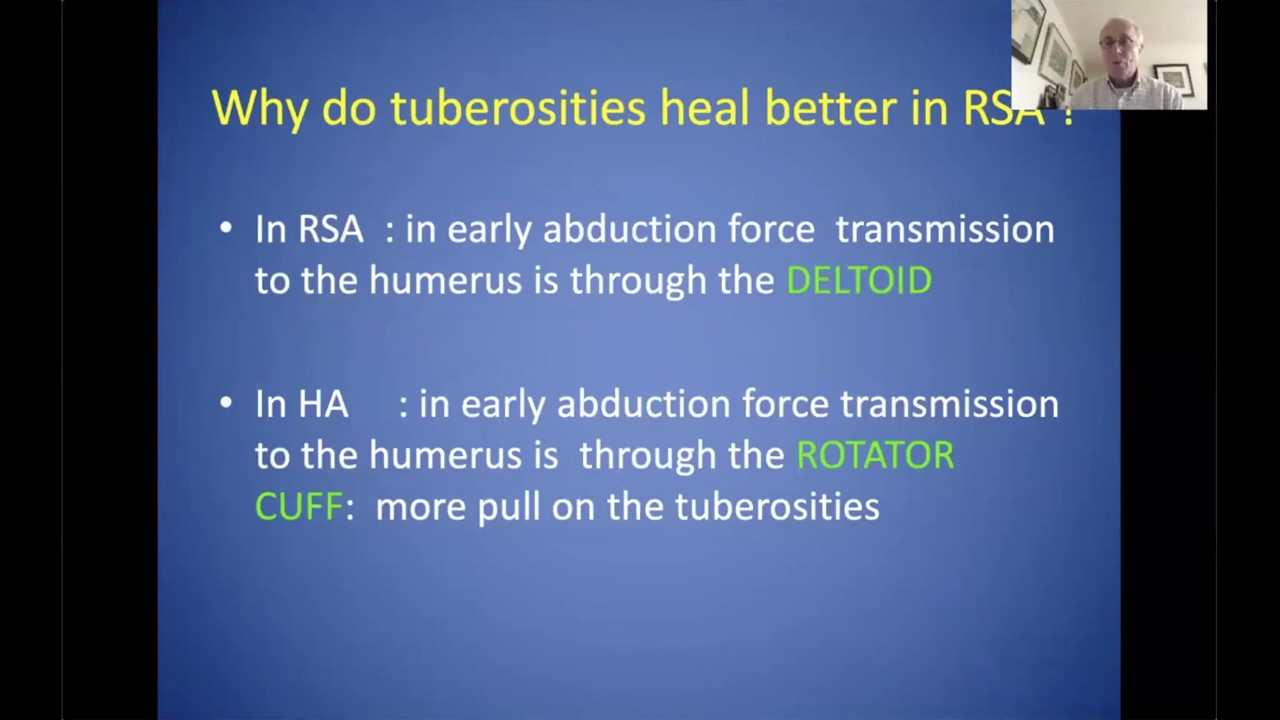 Why do tuberosities heal better in RSA ?
• In RSA : in early abduction force transmission
to the humerus is through the DELTOID
• In HA : in early abduction force transmission
to the humerus is through the ROTATOR
CUFF: more pull on the tuberosities